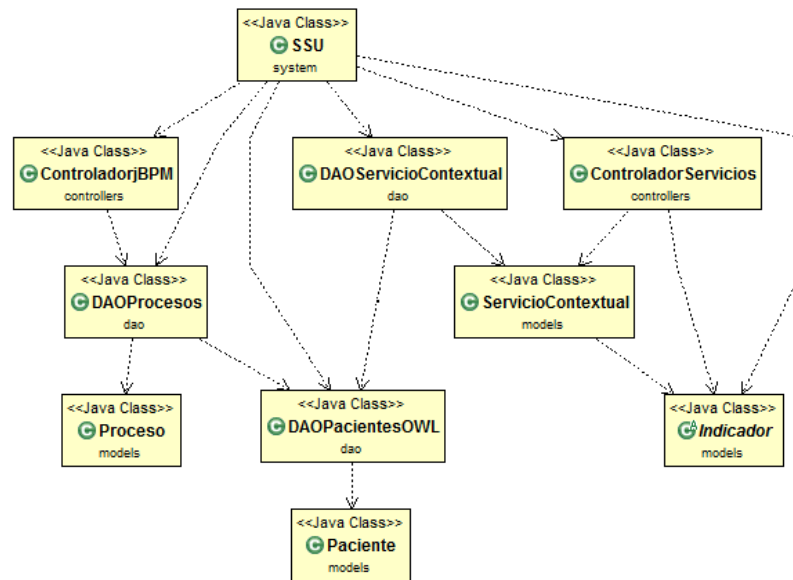 <<Java Class>>
SSU
system
<<Java Class>>
ControladorjBPM
controllers
<<Java Class>>
DAOServicioContextual
dao
<<Java Class>>
ControladorServicios
controllers
<<Java Class>>
DAOProcesos
dao
<<Java Class>>
ServicioContextual
models
<<Java Class>>
Proceso
models
<<Java Class>>
DAOPacientesOWL
dao
<<Java Class>>
Indicador
models
<<Java Class>>
Paciente
models